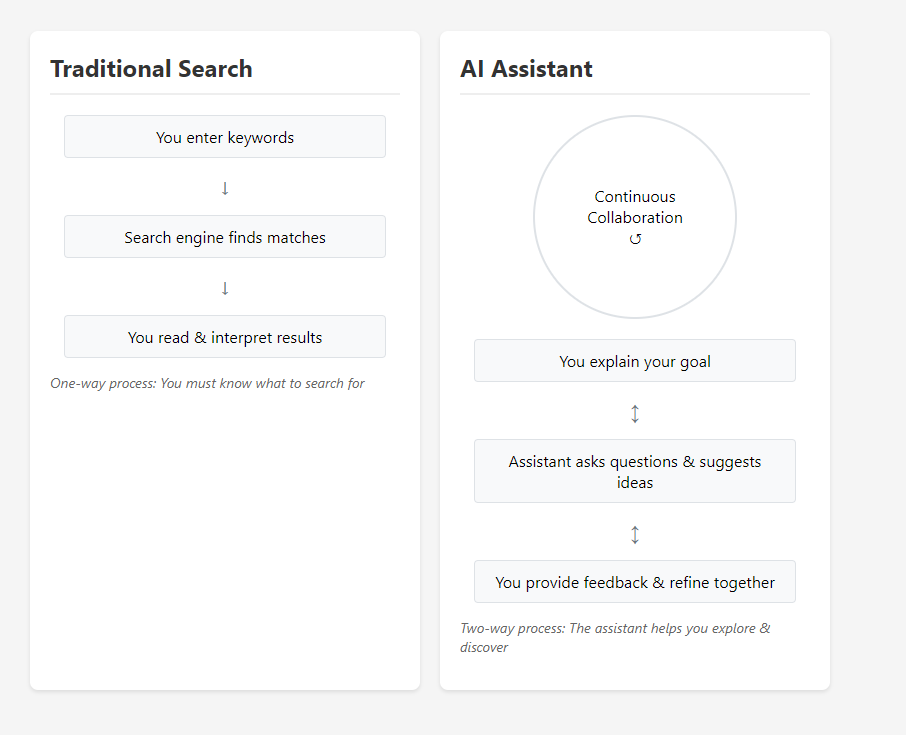 Traditional Search
You enter keywords
↓
Search engine finds matches
↓
You read & interpret results
One-way process: You must know what to search for
AI Assistant
Continuous
Collaboration
↺
You explain your goal
↕
Assistant asks questions & suggests
ideas
↕
You provide feedback & refine together
Two-way process: The assistant helps you explore &
discover